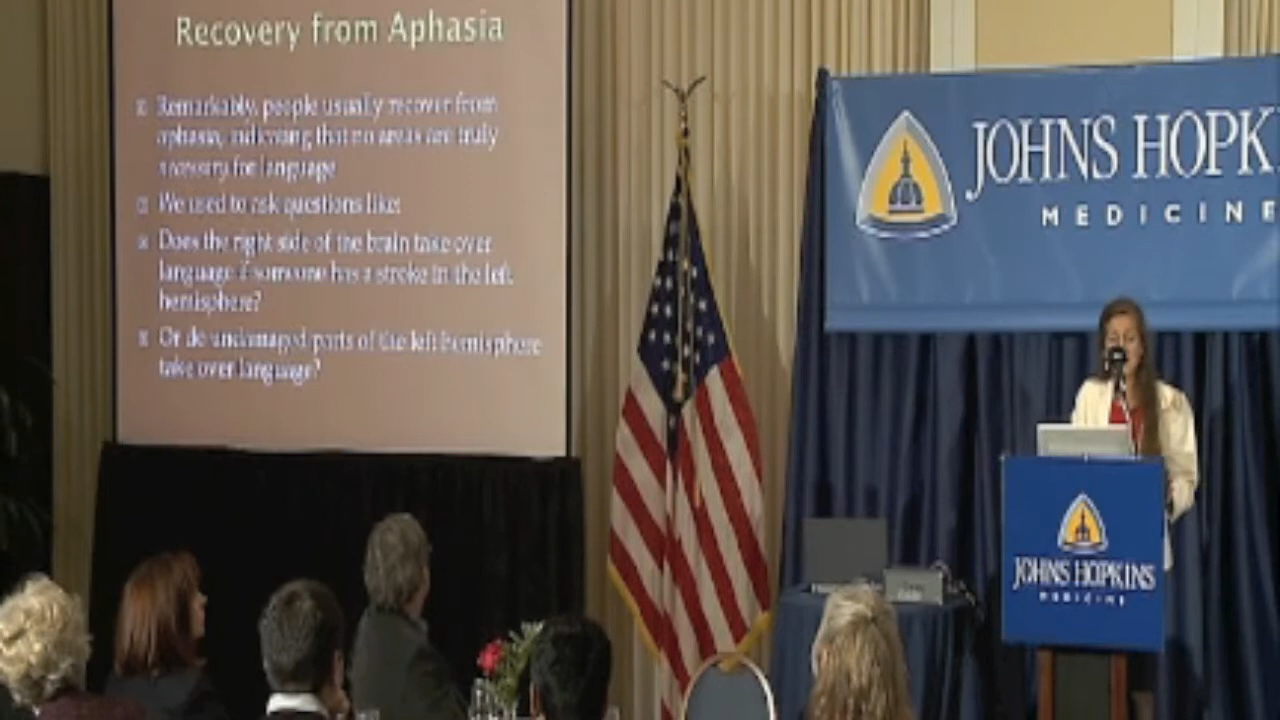 Recovery from Aphasia
Remarkably, people usually recover from
aphasia, indicating that no areas are truly
necessary for language
We used to ask questions like:
Does the right side of the brain take over
language if someone has a stroke in the left
hemisphere?
Or do undamaged parts of the left hemisphere
take over language?
JOHNS HOPK
MEDICINE
JOHNS HOPKINS
MEDICINE